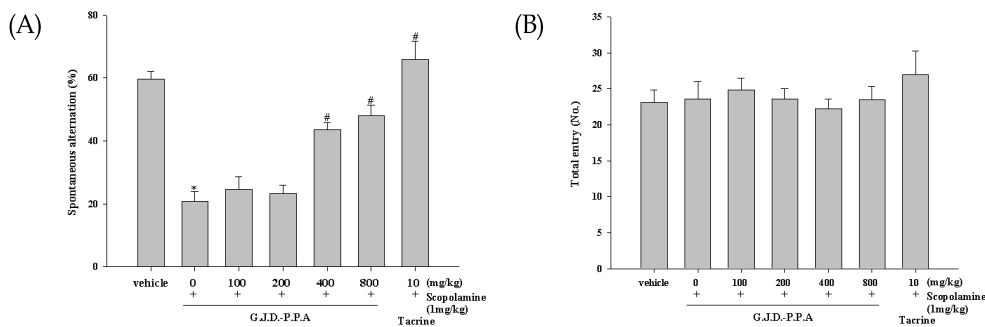 (A)
80
60
40
20
0
Spontaneous alternation (%)
*
#
#
#
vehicle 0 100 200 400 800 10 (mg/kg)
+ + + + + + Scopolamine
(1mg/kg)
G.J.D.-P.P.A
Tacrine
(B)
35
30
25
20
15
10
5
0
Total entry (No.)
vehicle 0 100 200 400 800 10 (mg/kg)
+ + + + + + Scopolamine
(1mg/kg)
G.J.D.-P.P.A
Tacrine